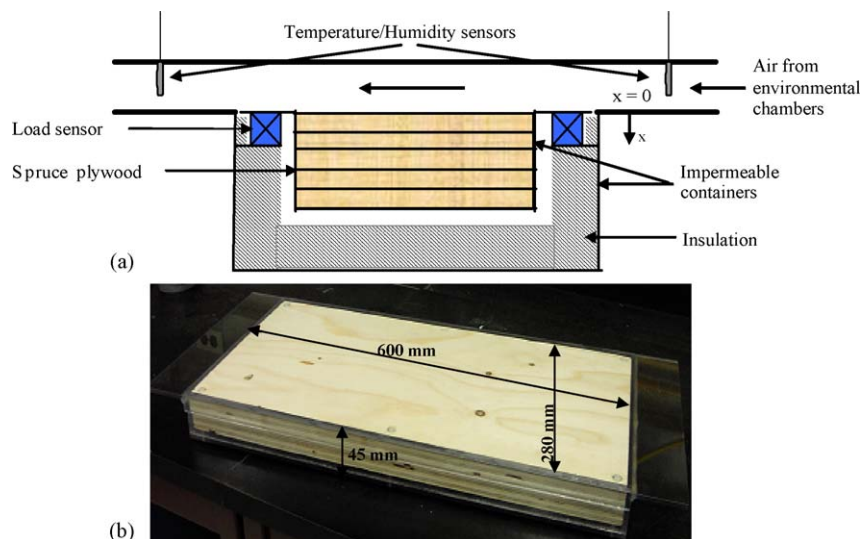 Temperature/Humidity sensors
Air from
environmental
chambers
x = 0
x
Load sensor
Spruce plywood
Impermeable
containers
Insulation
(a)
600 mm
280 mm
45 mm
(b)